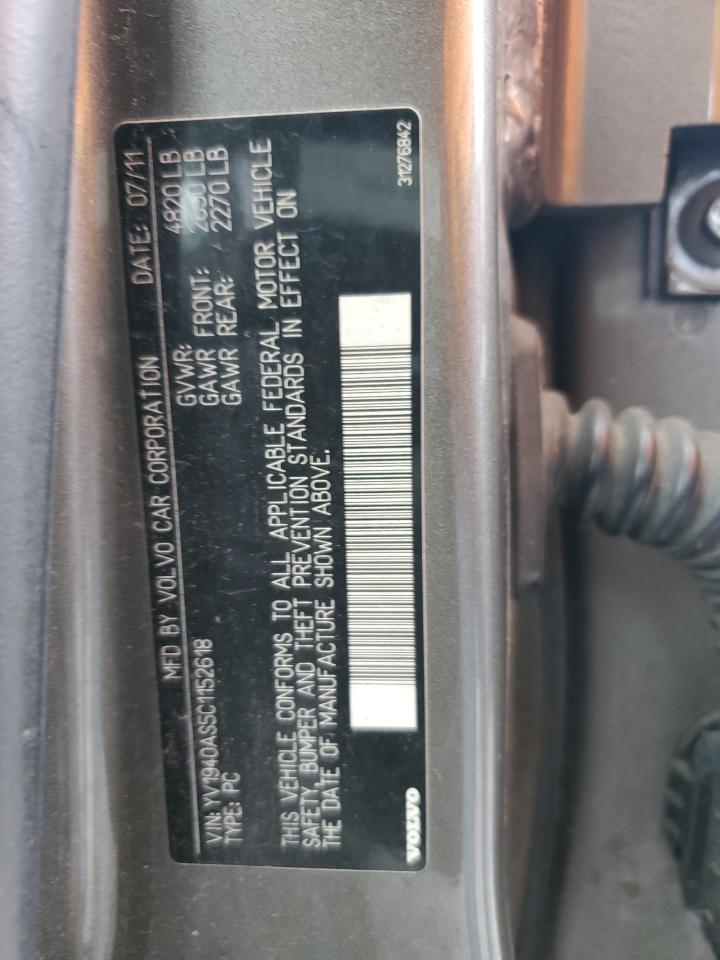 MFD BY VOLVO CAR CORPORATION DATE: 07/11
VIN: YV1940AS5C1152618 GVWR: 4820 LB
TYPE: PC GAWR FRONT: 2650 LB
GAWR REAR: 2270 LB
THIS VEHICLE CONFORMS TO ALL APPLICABLE FEDERAL MOTOR VEHICLE
SAFETY, BUMPER AND THEFT PREVENTION STANDARDS IN EFFECT ON
THE DATE OF MANUFACTURE SHOWN ABOVE.
VOLVO 31276842